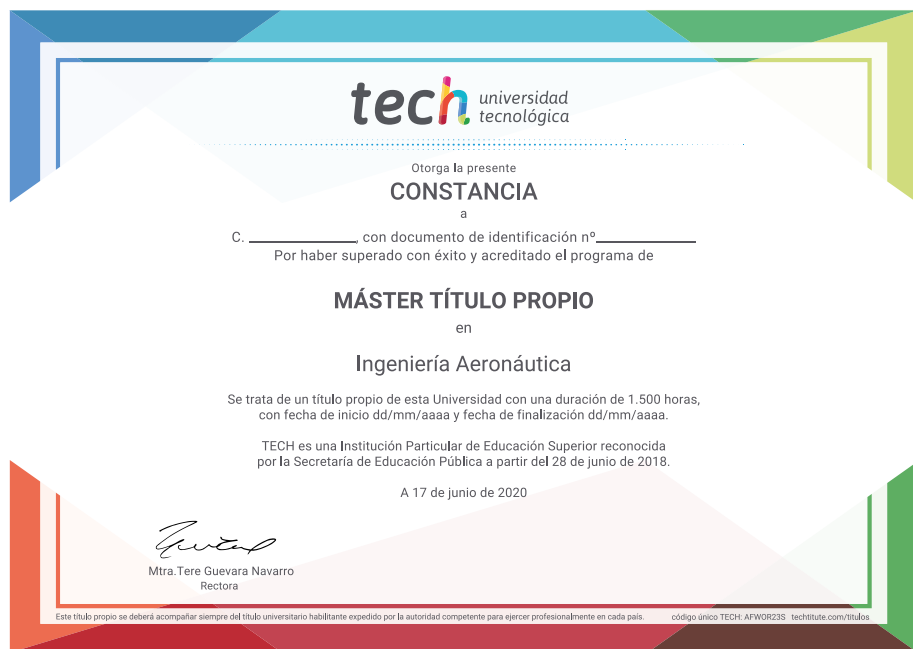 tech universidad
tecnológica
Otorga la presente
CONSTANCIA
a
C. ____________, con documento de identificación nº____________
Por haber superado con éxito y acreditado el programa de
MÁSTER TÍTULO PROPIO
en
Ingeniería Aeronáutica
Se trata de un título propio de esta Universidad con una duración de 1.500 horas,
con fecha de inicio dd/mm/aaaa y fecha de finalización dd/mm/aaaa.
TECH es una Institución Particular de Educación Superior reconocida
por la Secretaría de Educación Pública a partir del 28 de junio de 2018.
A 17 de junio de 2020
Mtra.Tere Guevara Navarro
Rectora
Este título propio se deberá acompañar siempre del título universitario habilitante expedido por la autoridad competente para ejercer profesionalmente en cada país. código único TECH: AFWOR23S techtitute.com/titulos